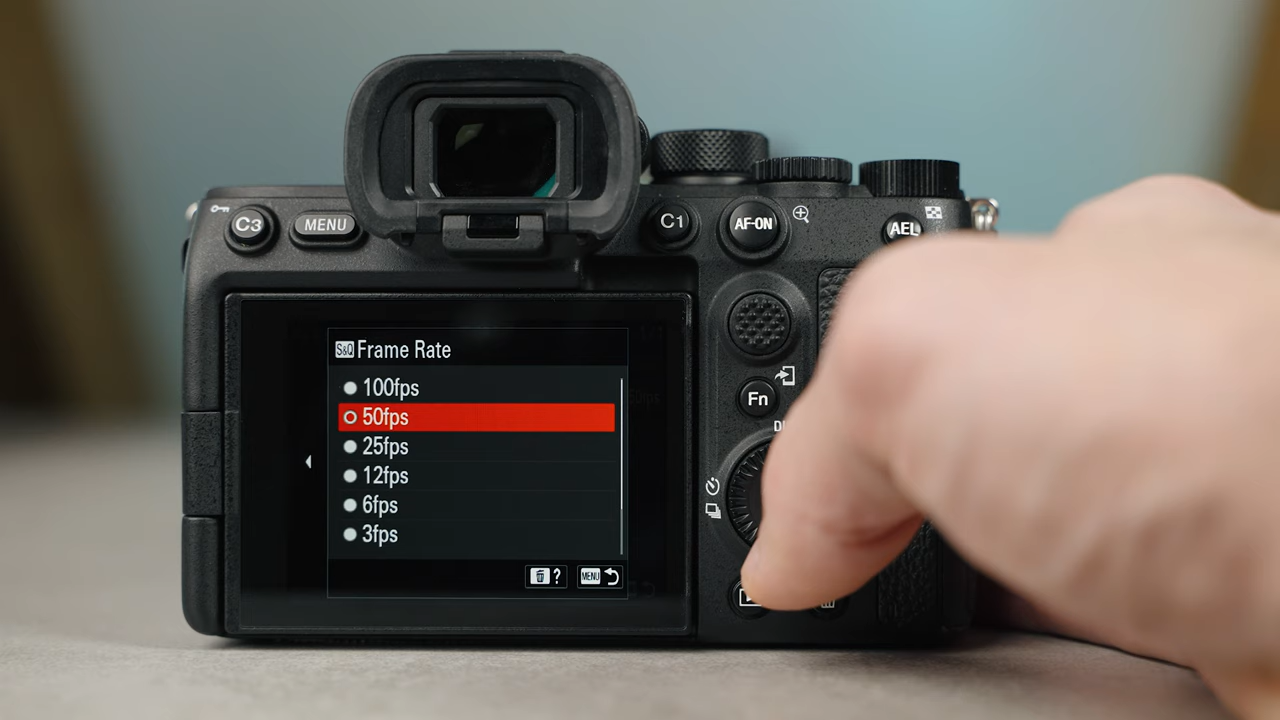 C3
MENU
C1
AF-ON
AEL
S&Q Frame Rate
100fps
50fps
25fps
12fps
6fps
3fps
?
MENU
Fn